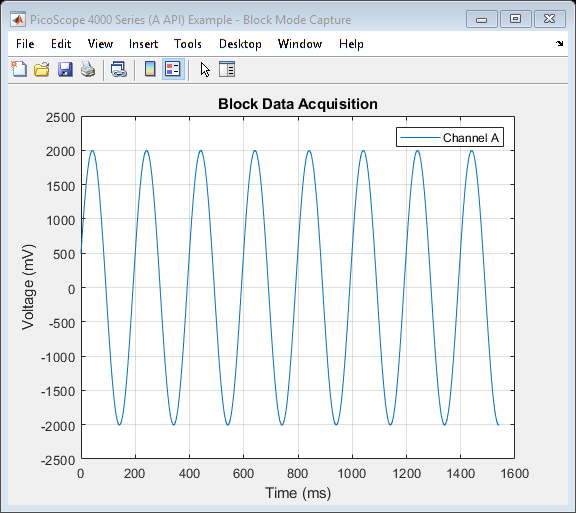 PicoScope 4000 Series (A API) Example - Block Mode Capture
File Edit View Insert Tools Desktop Window Help
Block Data Acquisition
Channel A
2500
2000
1500
1000
500
0
-500
-1000
-1500
-2000
-2500
Voltage (mV)
0 200 400 600 800 1000 1200 1400 1600
Time (ms)